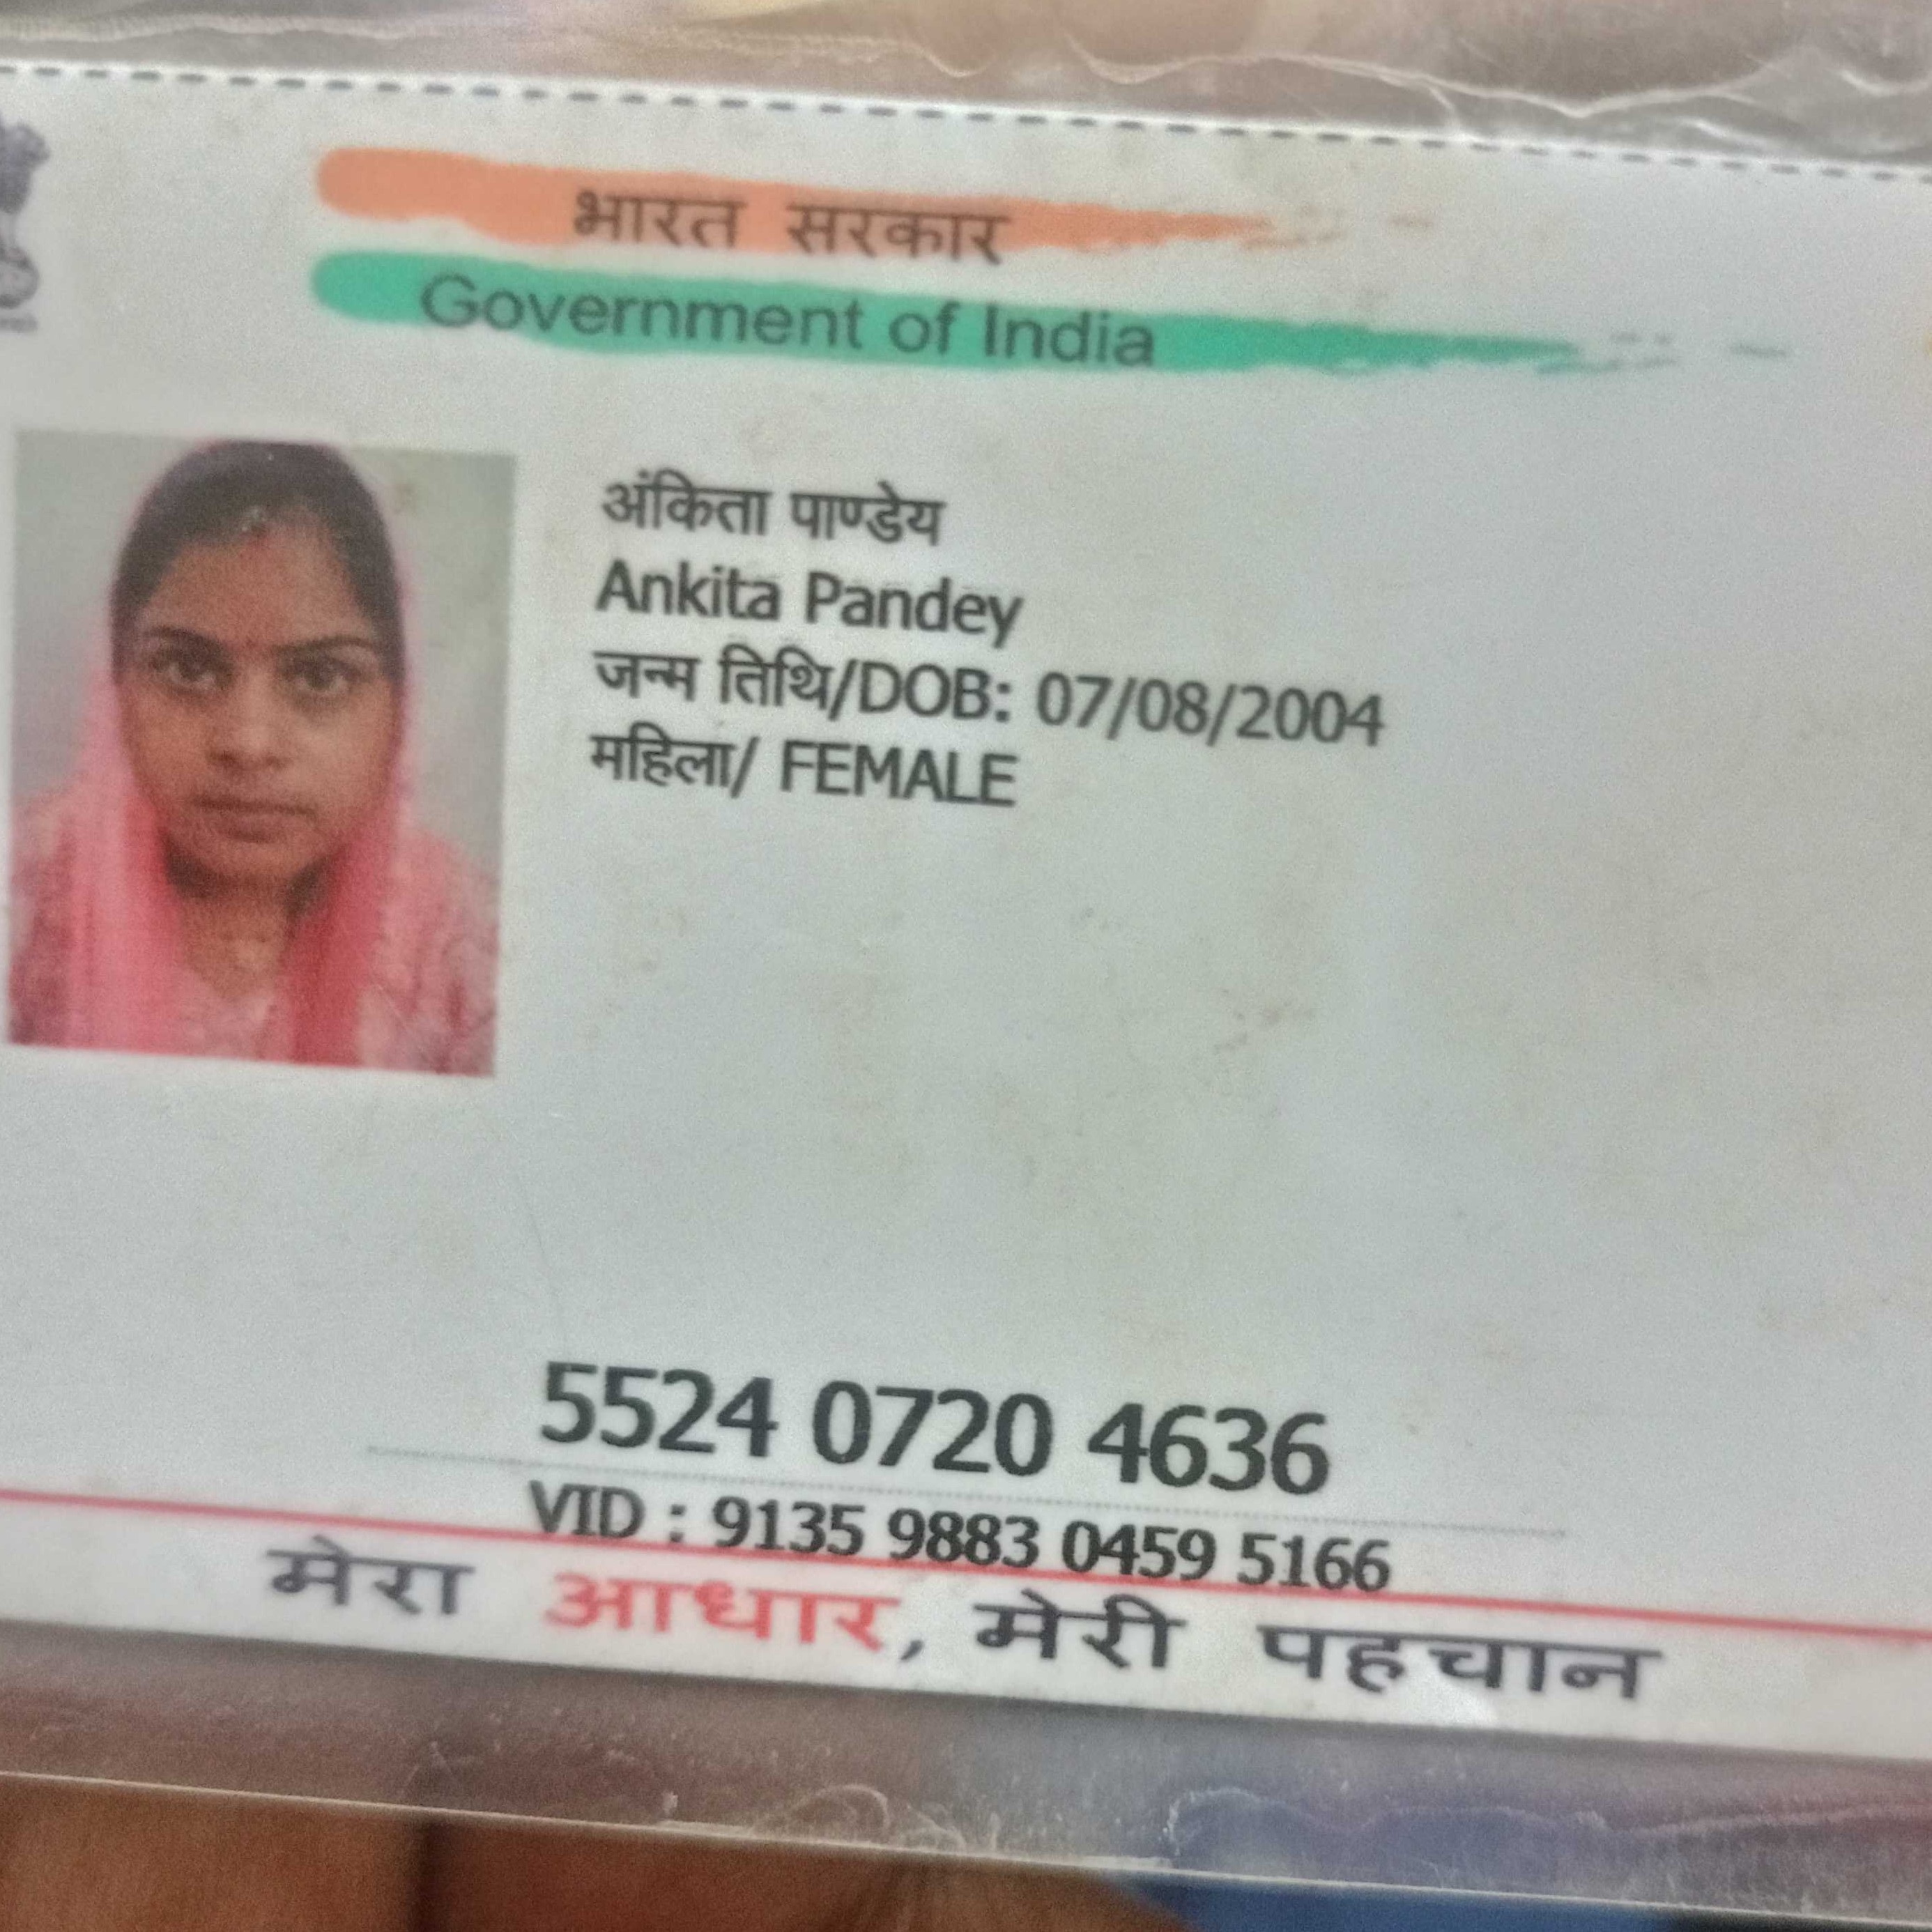 भारत सरकार
Government of India
अंकिता पाण्डेय
Ankita Pandey
जन्म तिथि/DOB: 07/08/2004
महिला/ FEMALE
5524 0720 4636
VID : 9135 9883 0459 5166
मेरा आधार, मेरी पहचान